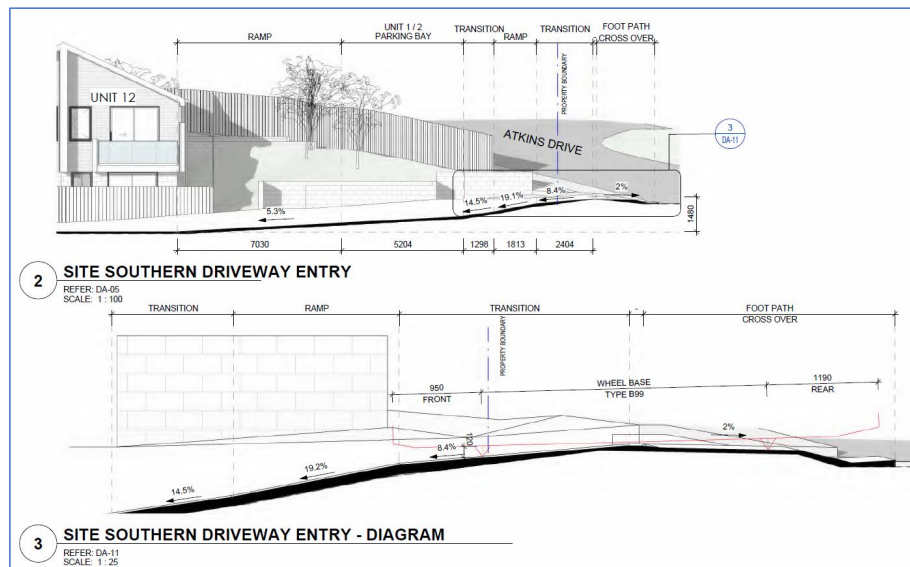 TRANSITION
TRANSITION
FOOT PATH
RAMP
UNIT 1 / 2
PARKING BAY
RAMP
CROSS OVER
PROPERTY BOUNDARY
UNIT 12
ATKINS DRIVE
3
DA-11
5.3%
14.5%
19.1%
8.4%
2%
1480
7030
5204
1298
1813
2404
2
SITE SOUTHERN DRIVEWAY ENTRY
REFER: DA-05
SCALE: 1 : 100
TRANSITION
RAMP
TRANSITION
-
FOOT PATH
CROSS OVER
PROPERTY BOUNDARY
950
FRONT
WHEEL BASE
TYPE B99
1190
REAR
120
8.4%
2%
19.2%
14.5%
3
SITE SOUTHERN DRIVEWAY ENTRY - DIAGRAM
REFER: DA-11
SCALE: 1 : 25